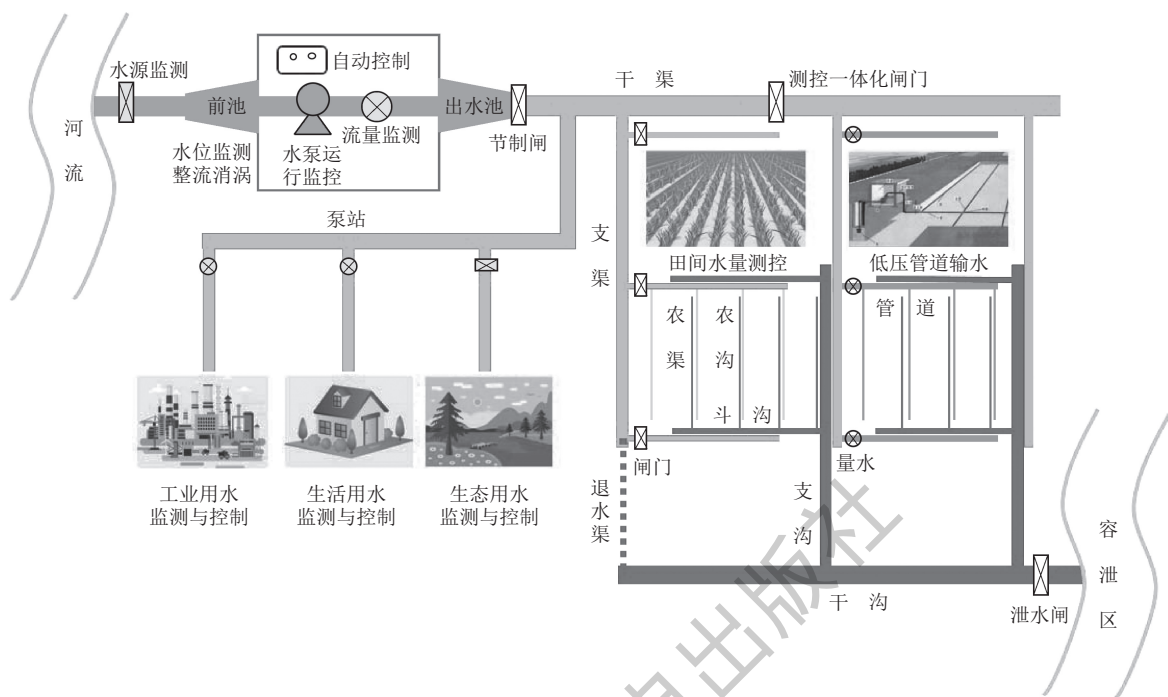 水源监测
河流
自动控制
前池
出水池
流量监测
水位监测
整流消涡
水泵运
行监控
节制闸
泵站
干渠
测控一体化闸门
支渠
田间水量测控
低压管道输水
农渠
农沟
斗沟
管道
闸门
量水
退水渠
支沟
干沟
泄水闸
容泄区
工业用水
监测与控制
生活用水
监测与控制
生态用水
监测与控制
出版社